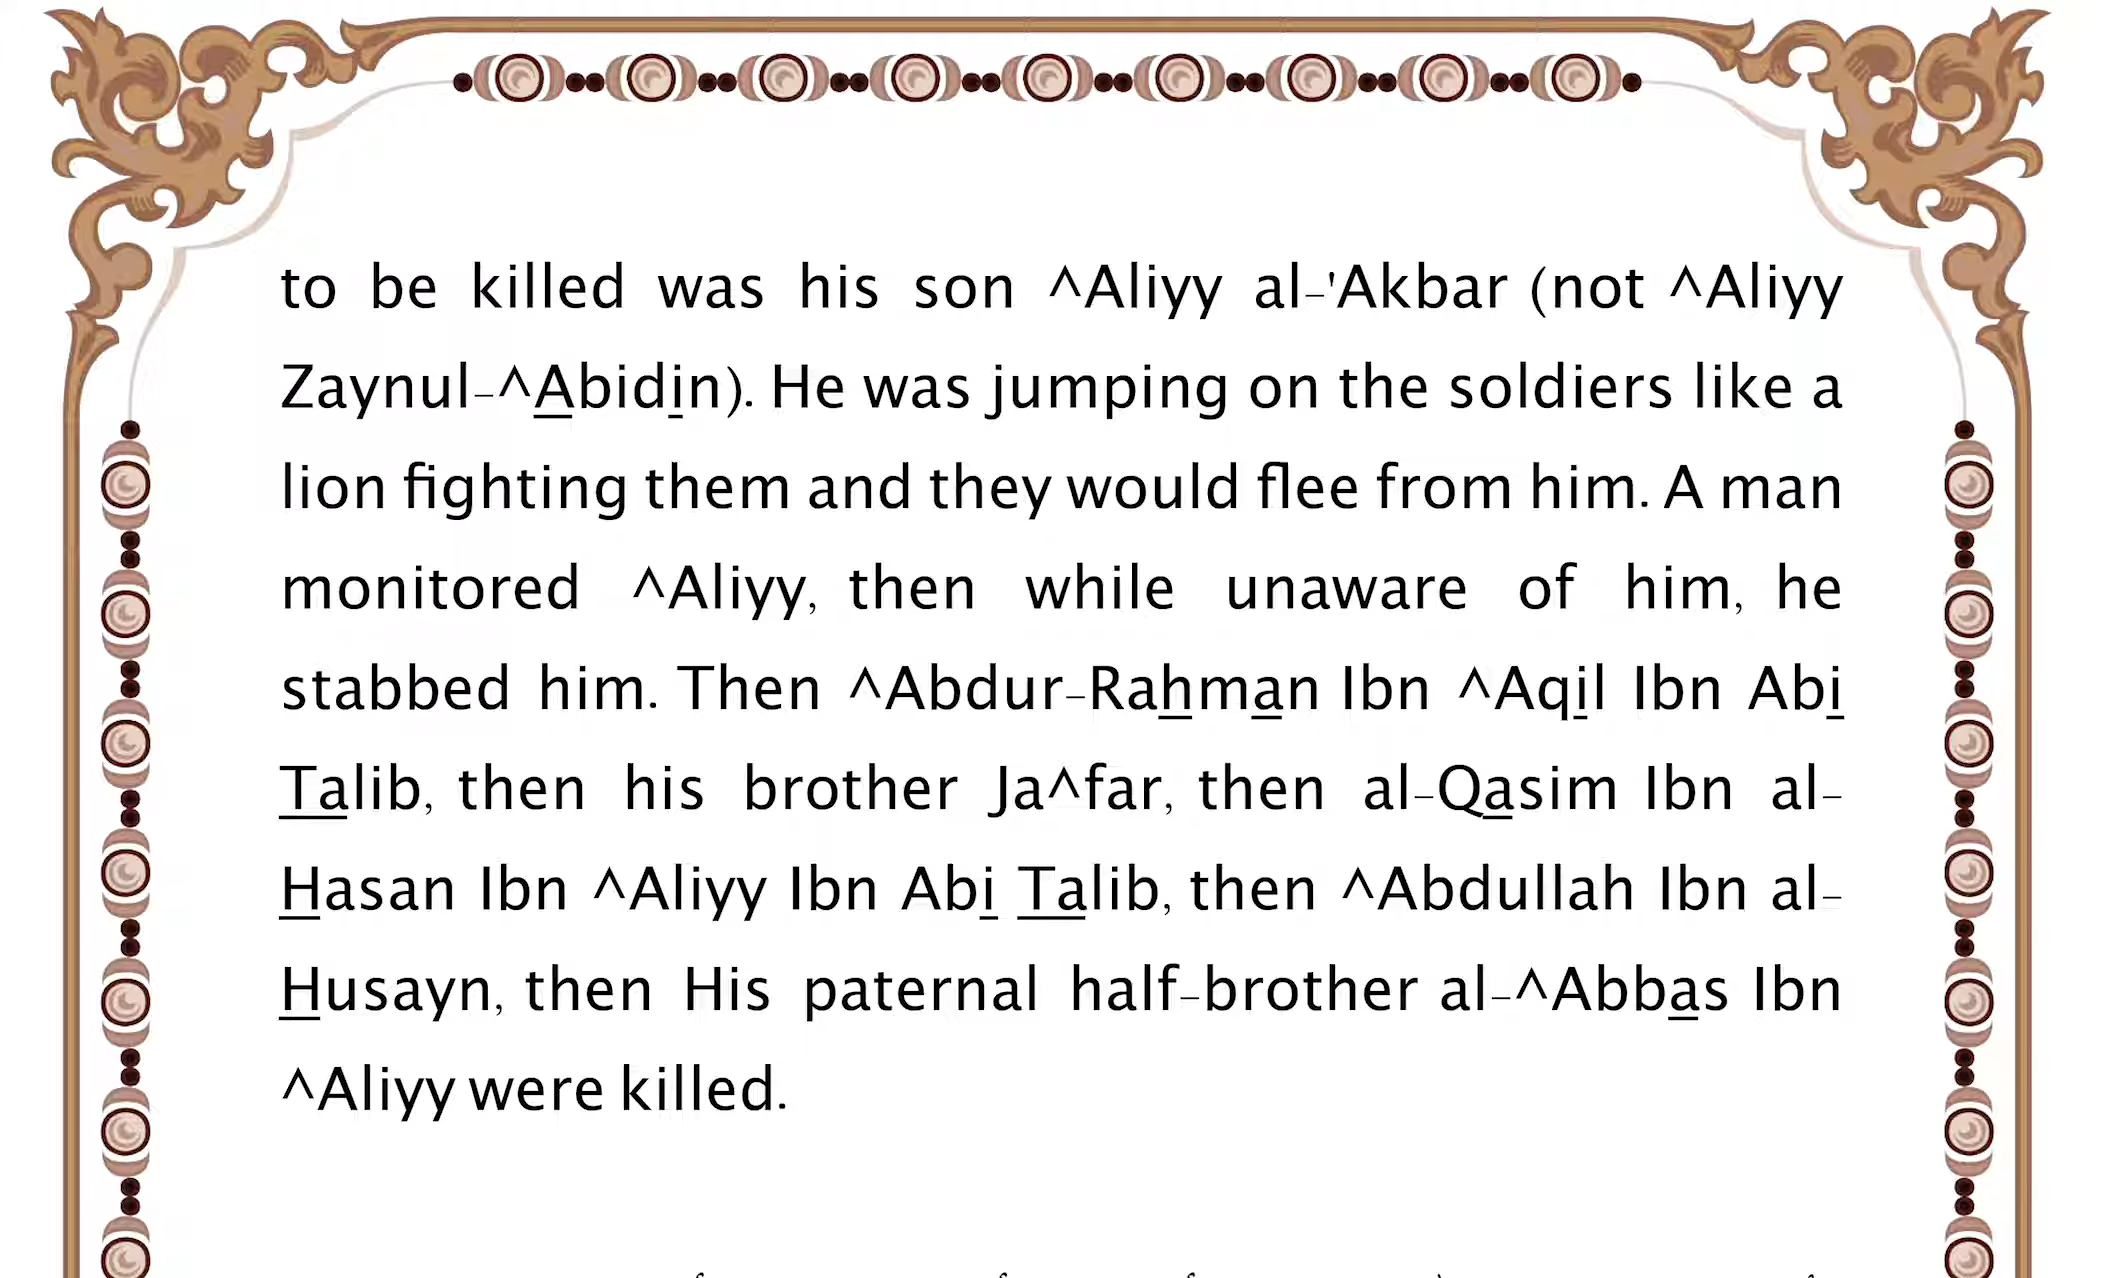 to be killed was his son ^Aliyy al-'Akbar (not ^Aliyy
Zaynul-^Abidin). He was jumping on the soldiers like a
lion fighting them and they would flee from him. A man
monitored ^Aliyy, then while unaware of him, he
stabbed him. Then ^Abdur-Rahman Ibn ^Aqil Ibn Abi
Talib, then his brother Ja^far, then al-Qasim Ibn al-
Hasan Ibn ^Aliyy Ibn Abi Talib, then ^Abdullah Ibn al-
Husayn, then His paternal half-brother al-^Abbas Ibn
^Aliyy were killed.